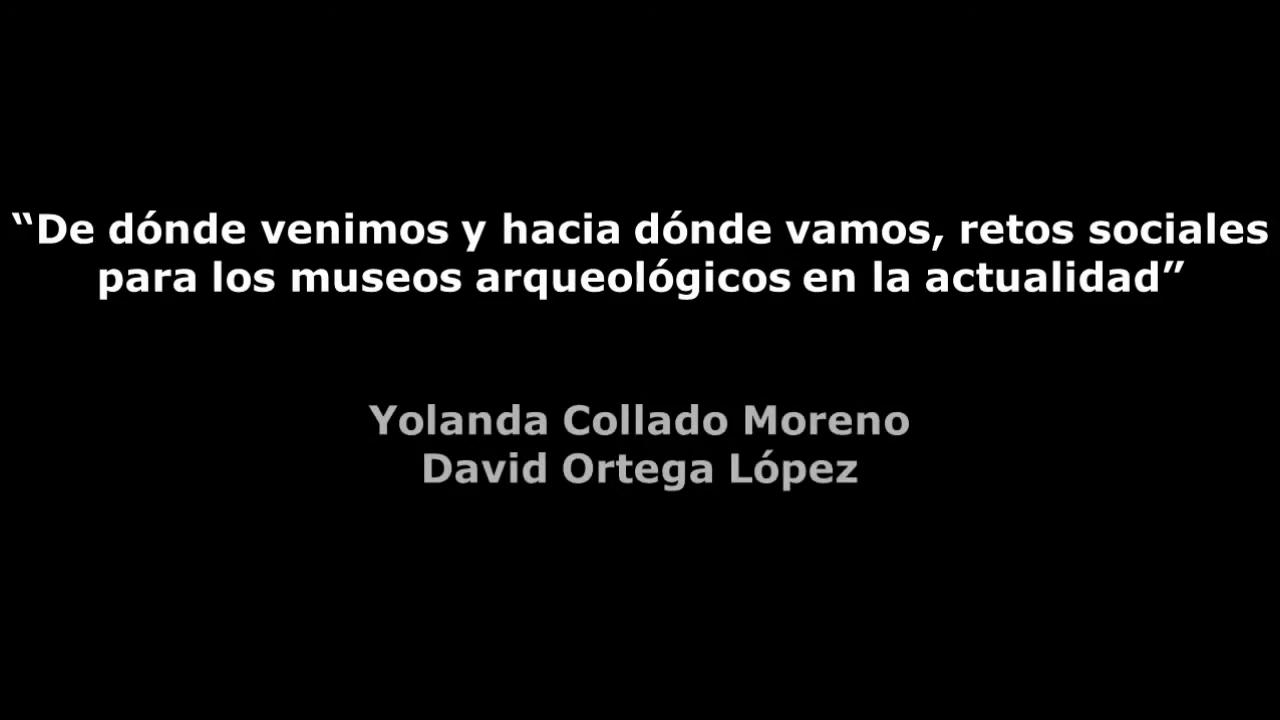 “De dónde venimos y hacia dónde vamos, retos sociales
para los museos arqueológicos en la actualidad”
Yolanda Collado Moreno
David Ortega López